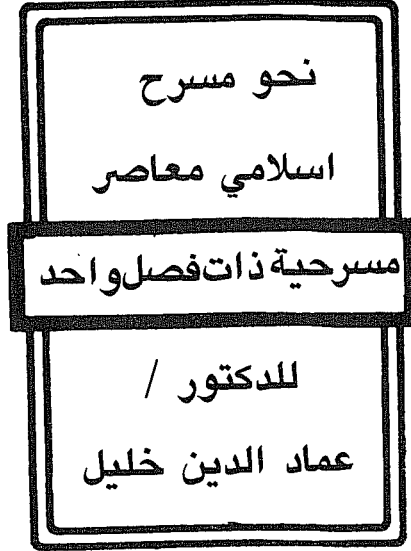 نحو مسرح
اسلامي معاصر
مسرحية ذات فصل واحد
للدكتور /
عماد الدين خليل